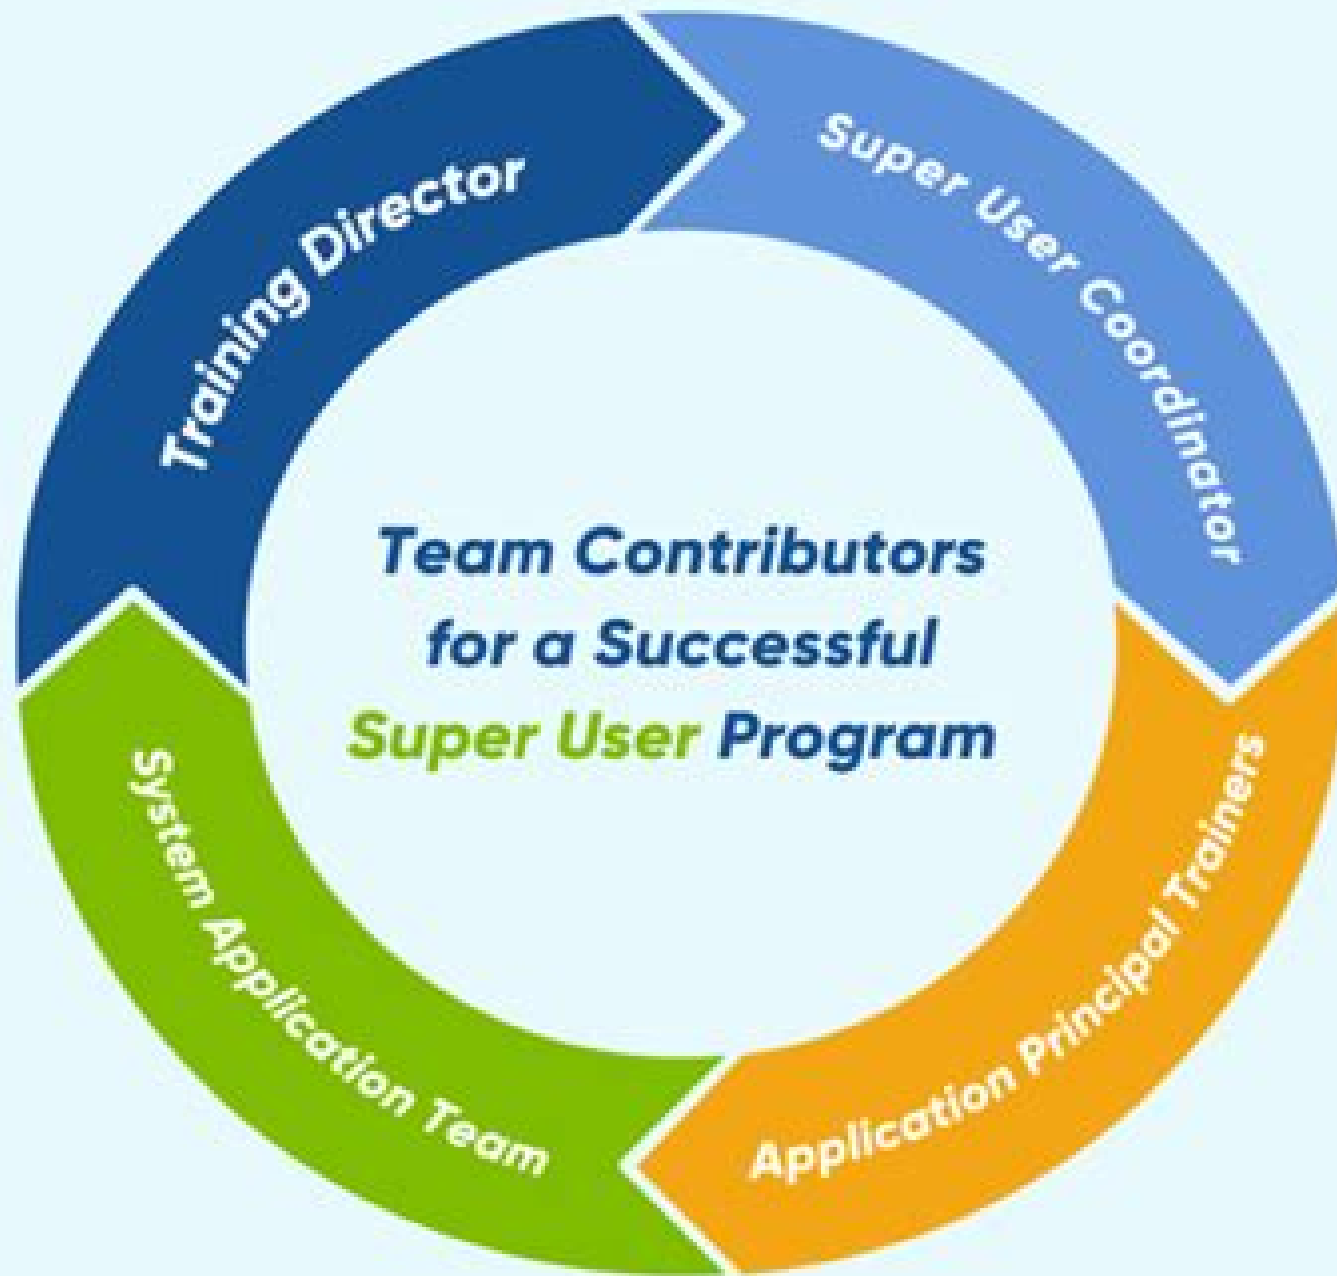 Training Director
Super User Coordinator
Team Contributors
for a Successful
Super User Program
System Application Team
Application Principal Trainers